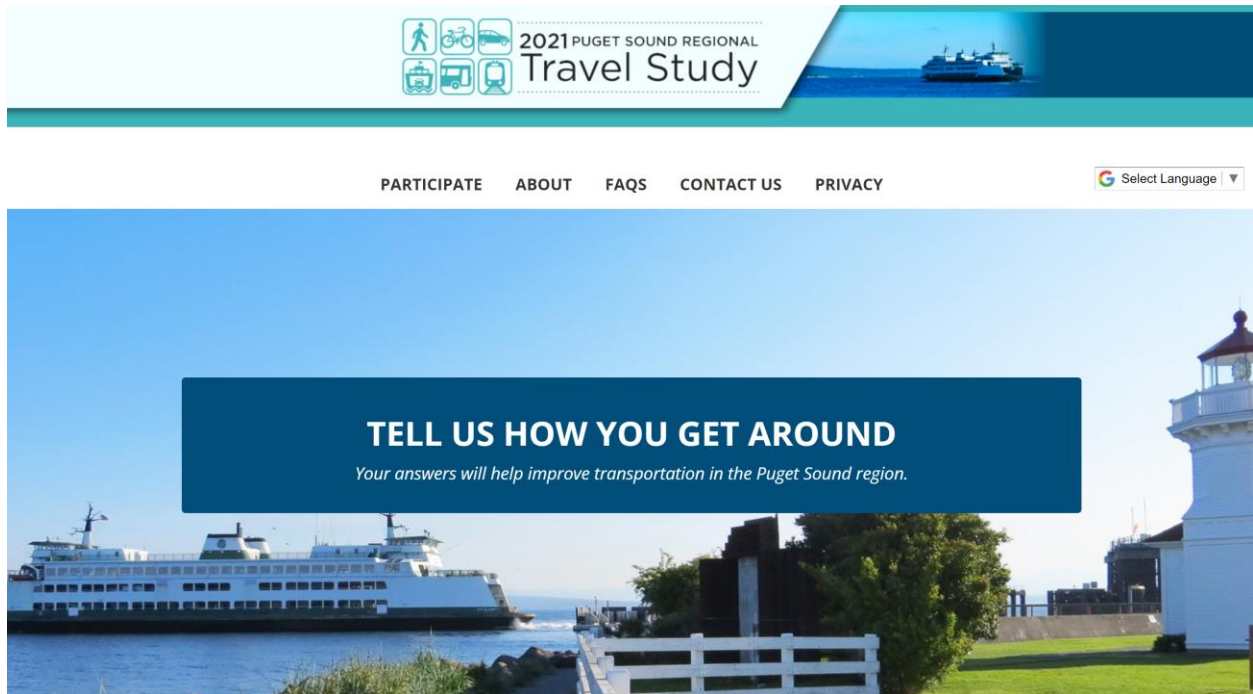 2021 PUGET SOUND REGIONAL
Travel Study
PARTICIPATE ABOUT FAQS CONTACT US PRIVACY
Select Language ▼
TELL US HOW YOU GET AROUND
Your answers will help improve transportation in the Puget Sound region.